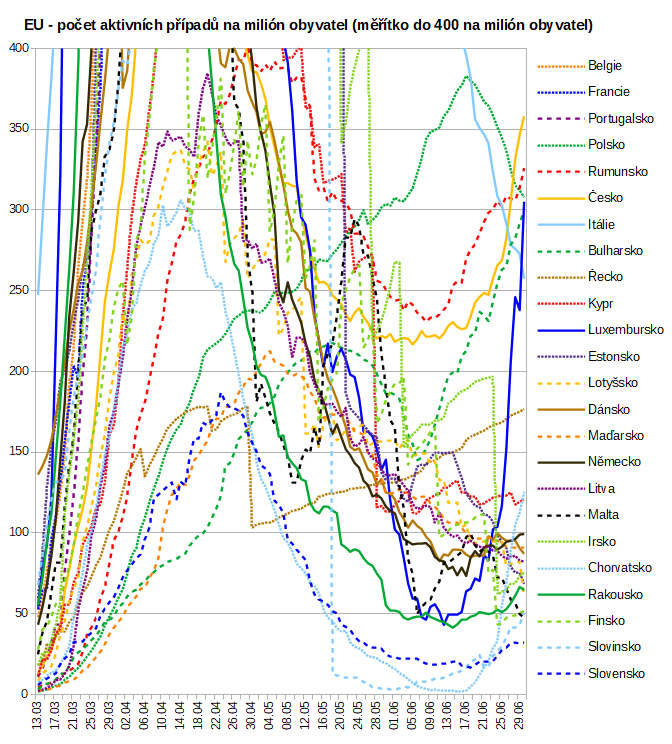 EU - počet aktivních případů na milión obyvatel (měřítko do 400 na milión obyvatel)
400
350
300
250
200
150
100
50
0
Belgie
Francie
Portugalsko
Polsko
Rumunsko
Česko
Itálie
Bulharsko
Řecko
Kypr
Luxembursko
Estonsko
Lotyšsko
Dánsko
Maďarsko
Německo
Litva
Malta
Irsko
Chorvatsko
Rakousko
Finsko
Slovinsko
Slovensko
13.03
17.03
21.03
25.03
29.03
02.04
06.04
10.04
14.04
18.04
22.04
26.04
30.04
04.05
08.05
12.05
16.05
20.05
24.05
28.05
01.06
05.06
09.06
13.06
17.06
21.06
25.06
29.06